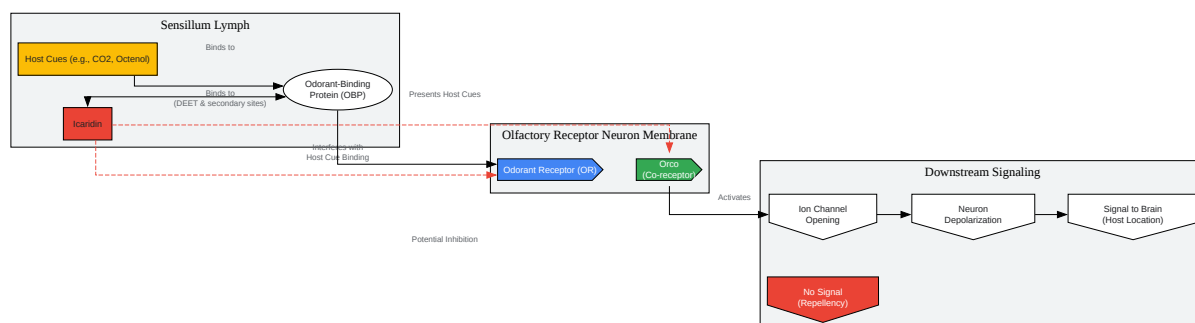 Sensillum Lymph
Host Cues (e.g., CO2, Octenol)
Binds to
Odorant-Binding
Protein (OBP)
Binds to
(DEET & secondary sites)
Icaridin
Presents Host Cues
Interferes with
Host Cue Binding
Olfactory Receptor Neuron Membrane
Odorant Receptor (OR)
Orco
(Co-receptor)
Potential Inhibition
Activates
Downstream Signaling
Ion Channel
Opening
Neuron
Depolarization
Signal to Brain
(Host Location)
No Signal
(Repellency)